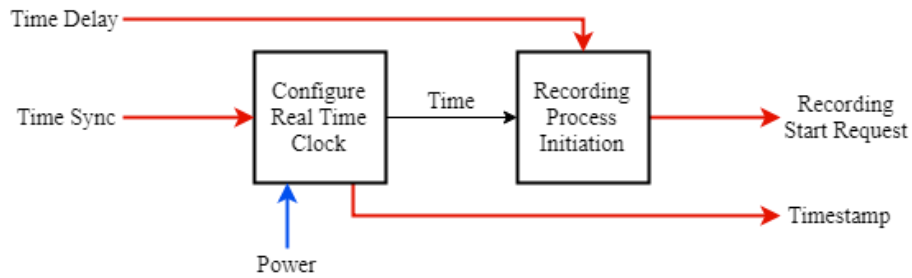 Time Delay
Configure
Real Time
Clock
Recording
Process
Initiation
Time
Time Sync
Recording
Start Request
Timestamp
Power